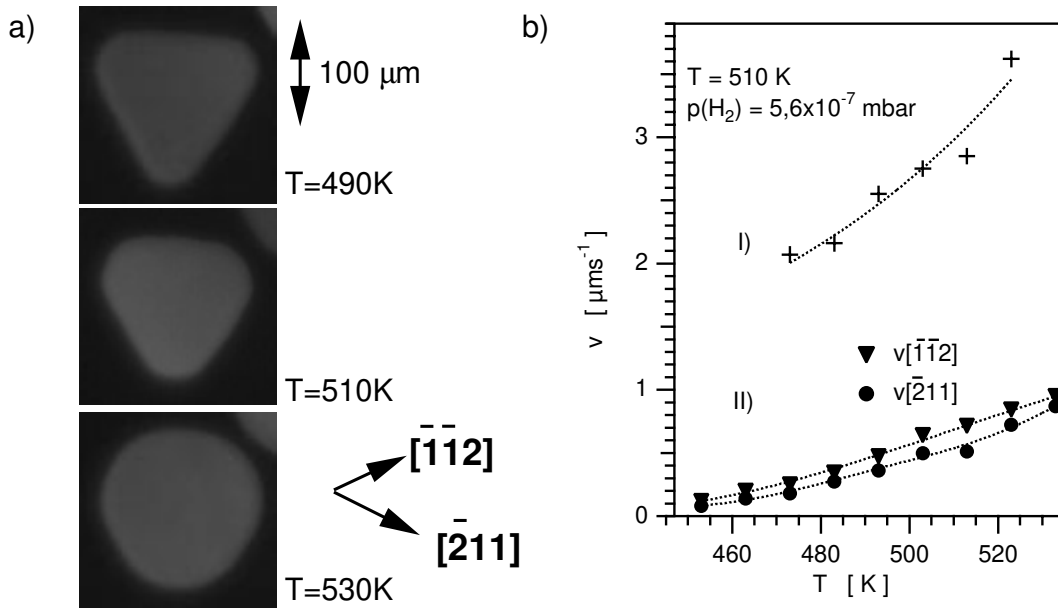 a)
100 μm
T=490K
T=510K
[1̄1̄2]
[2̄11]
T=530K
b)
T = 510 K
p(H₂) = 5,6x10⁻⁷ mbar
I)
II)
v[1̄1̄2]
v[2̄11]
v [ μms⁻¹ ]
3
2
1
0
460 480 500 520
T [ K ]